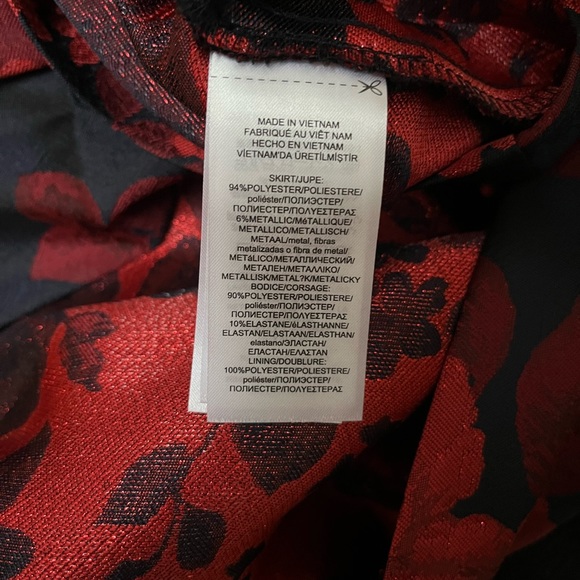 MADE IN VIETNAM
FABRIQUÉ AU VIÊT NAM
HECHO EN VIETNAM
VİETNAM'DA ÜRETİLMİŞTİR
SKIRT/JUPE:
94%POLYESTER/POLIESTERE/
poliéster/ПОЛИЭСТЕР/
ПОЛИЕСТЕР/ΠΟΛΥΕΣΤΕΡΑΣ
6%METALLIC/MéTALLIQUE/
METALLICO/METALLISCH/
METAAL/metal, fibras
metalizadas o fibra de metal/
METáLICO/МЕТАЛЛИЧЕСКИЙ/
МЕТАЛЕН/ΜΕΤΑΛΛΙΚΟ/
METALLISK/METAL?K/METALICKY
BODICE/CORSAGE:
90%POLYESTER/POLIESTERE/
poliéster/ПОЛИЭСТЕР/
ПОЛИЕСТЕР/ΠΟΛΥΕΣΤΕΡΑΣ
10%ELASTANE/éLASTHANNE/
ELASTAN/ELASTAAN/ELASTHAN/
elastano/ЭЛАСТАН/
ЕЛАСТАН/ΕΛΑΣΤΑΝ
LINING/DOUBLURE:
100%POLYESTER/POLIESTERE/
poliéster/ПОЛИЭСТЕР/
ПОЛИЕСТЕР/ΠΟΛΥΕΣΤΕΡΑΣ